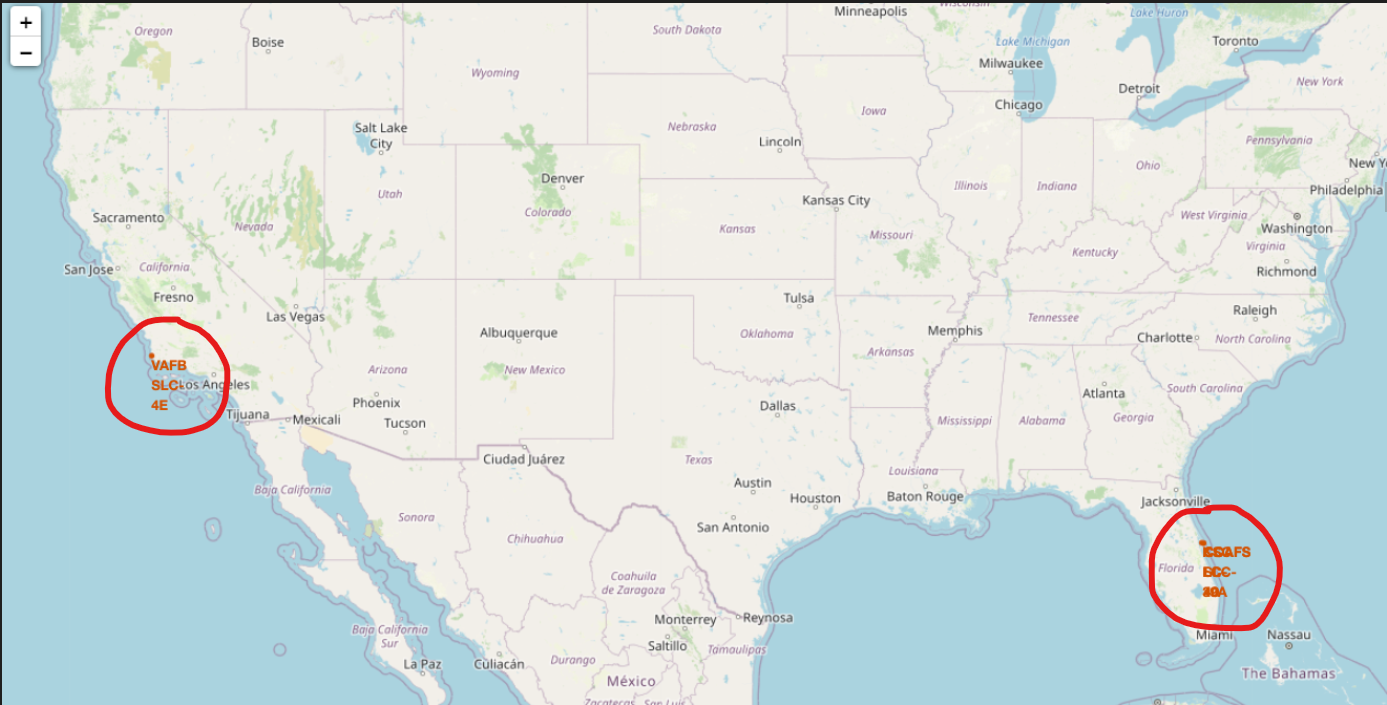 +
−
Oregon
Boise
Wyoming
South Dakota
Minneapolis
Wisconsin
Lake Huron
Lake Michigan
Toronto
Milwaukee
Detroit
New York
Chicago
Iowa
Salt Lake
City
Nebraska
Lincoln
Pennsylvania
New Y
Ohio
Illinois
Indiana
Philadelphia
Denver
Utah
Colorado
Kansas City
Sacramento
Nevada
Kansas
Missouri
West Virginia
Washington
Virginia
Kentucky
San Jose
California
Richmond
Fresno
Las Vegas
Tulsa
Raleigh
Tennessee
Albuquerque
Oklahoma
Memphis
Charlotte
North Carolina
Arkansas
VAFB
SLC-
4E
Los Angeles
Arizona
New Mexico
South Carolina
Atlanta
Phoenix
Dallas
Tijuana
Mexicali
Tucson
Mississippi
Alabama
Georgia
Ciudad Juárez
Texas
Louisiana
Baja California
Austin
Houston
Baton Rouge
Jacksonville
Sonora
San Antonio
Chihuahua
Florida
Coahuila
de Zaragoza
Monterrey
Reynosa
Baja California
Sur
Miami
Nassau
Saltillo
Tamaulipas
La Paz
Culiacán
Durango
The Bahamas
México
Zacatecas
San Luis